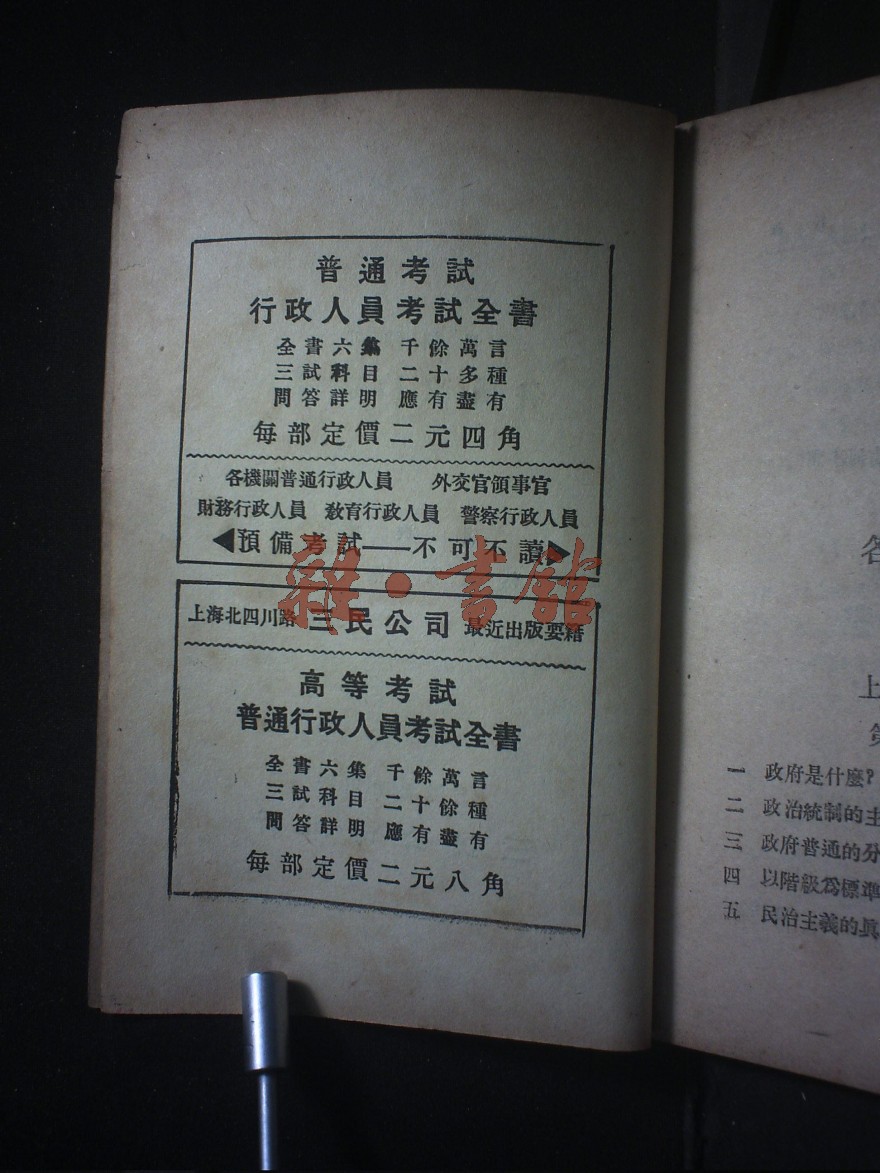 普通考試
行政人員考試全書
全書六集 千餘萬言
三試科目 二十多種
問答詳明 應有盡有
每部定價二元四角
各機關普通行政人員 外交官領事官
財務行政人員 敎育行政人員 警察行政人員
◀預備考試——不可不讀▶
雜·書館
上海北四川路 三民公司 最近出版要籍
高等考試
普通行政人員考試全書
全書六集 千餘萬言
三試科目 二十餘種
問答詳明 應有盡有
每部定價二元八角
各
上
第
一 政府是什麼?
二 政治統制的主
三 政府普通的分
四 以階級爲標準
五 民治主義的眞